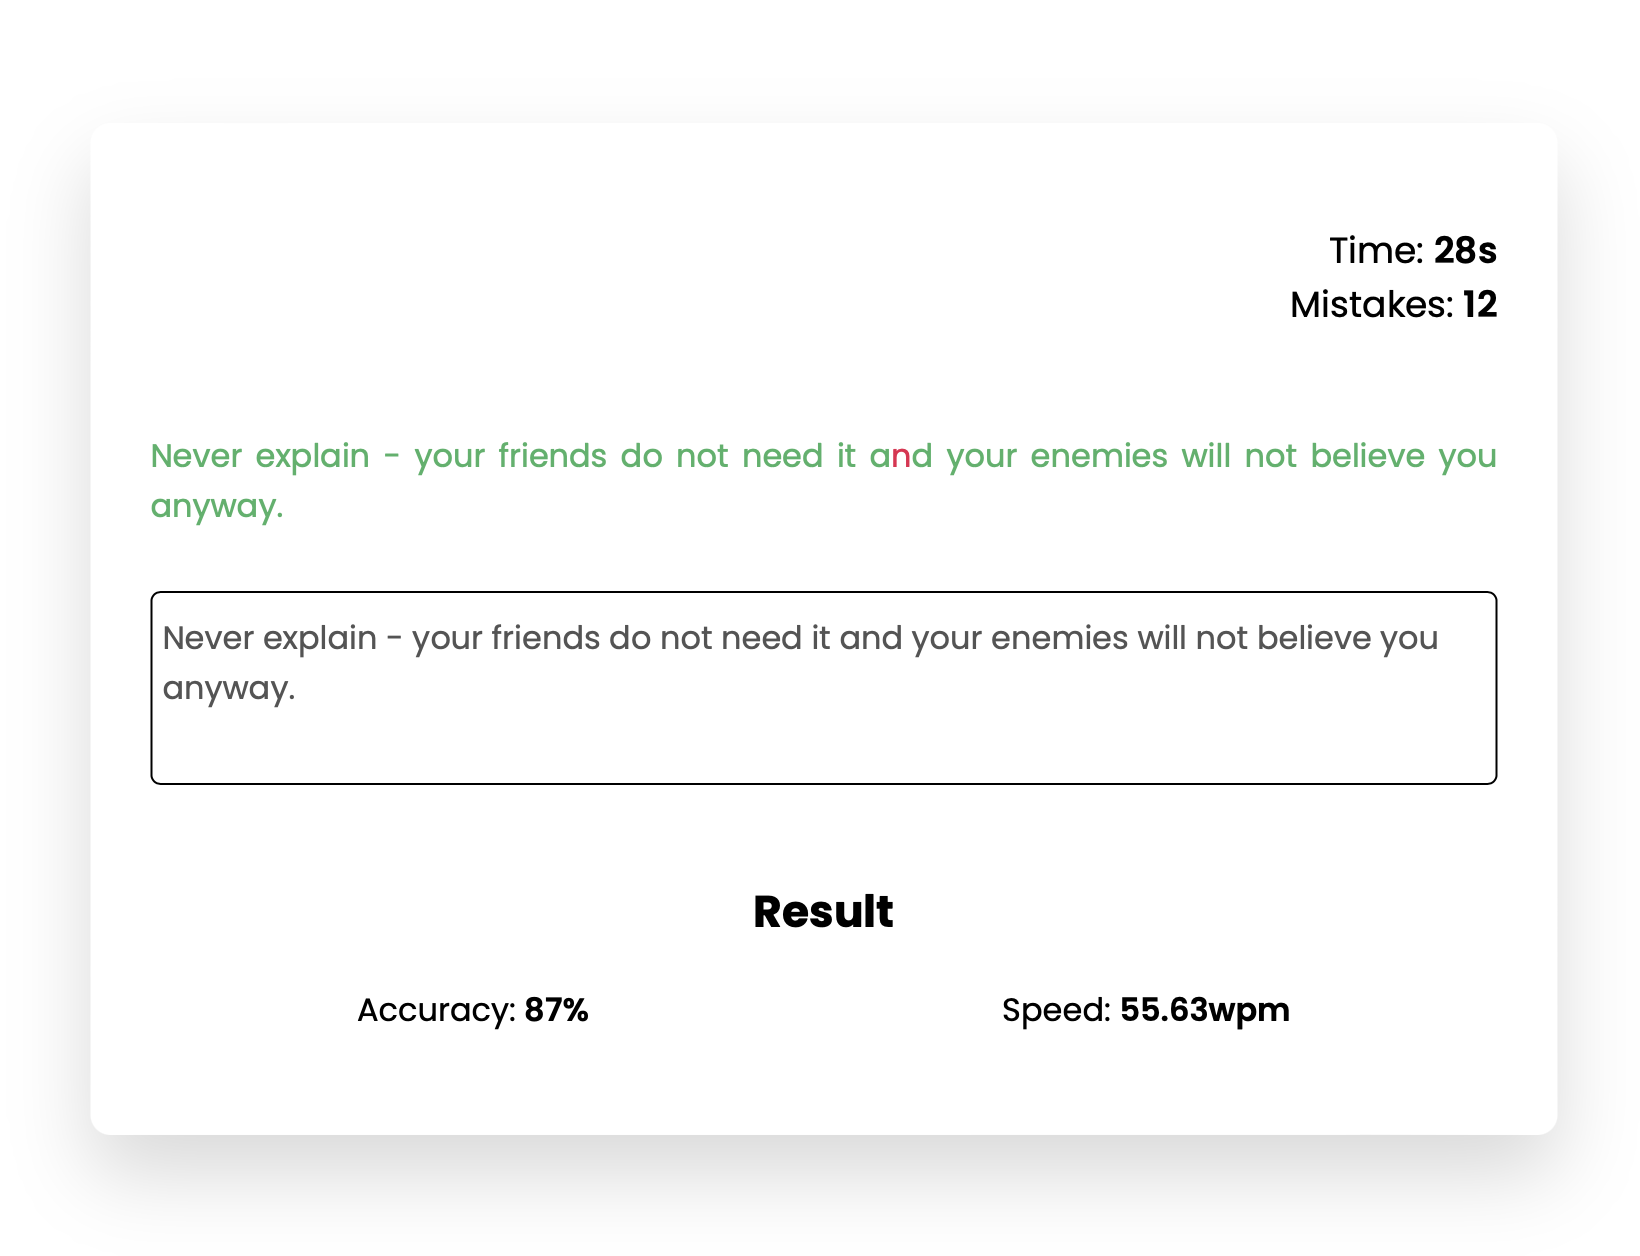 Time: 28s
Mistakes: 12
Never explain - your friends do not need it and your enemies will not believe you
anyway.
Never explain - your friends do not need it and your enemies will not believe you
anyway.
Result
Accuracy: 87%
Speed: 55.63wpm